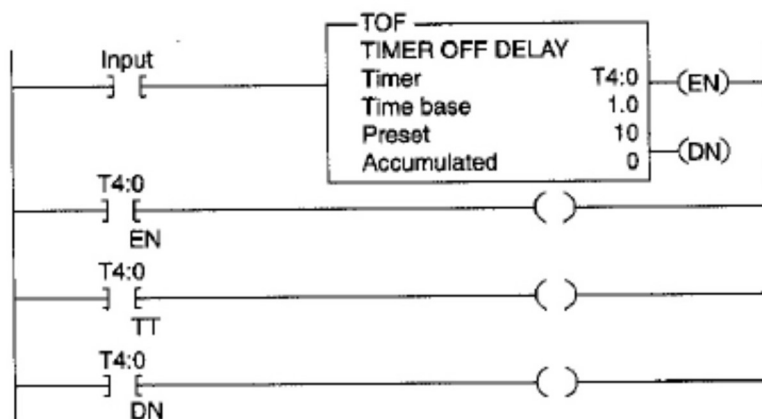 TOF
TIMER OFF DELAY
Input
Timer T4:0 (EN)
Time base 1.0
Preset 10
(DN)
Accumulated 0
T4:0
EN
T4:0
TT
T4:0
DN